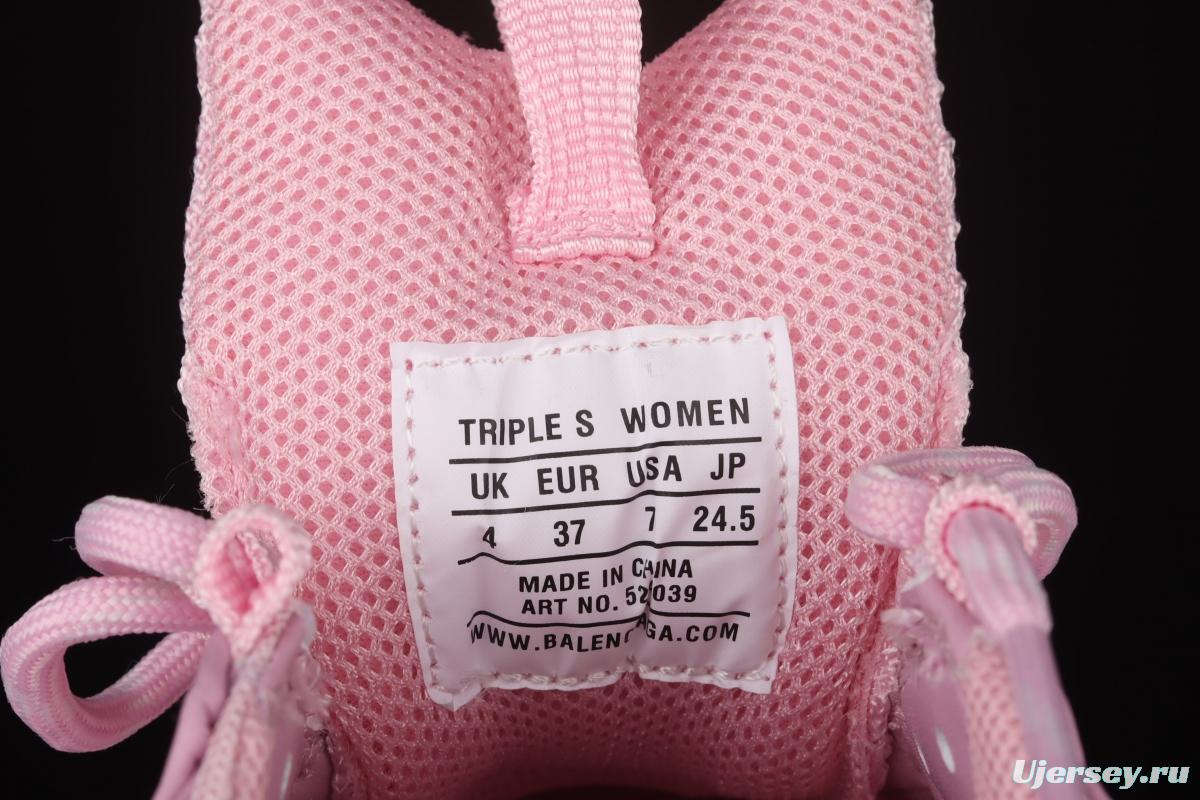 TRIPLE S WOMEN
UK EUR USA JP
4 37 7 24.5
MADE IN CHINA
ART NO.
WWW.BALENCIAGA.COM
Ujersey.ru